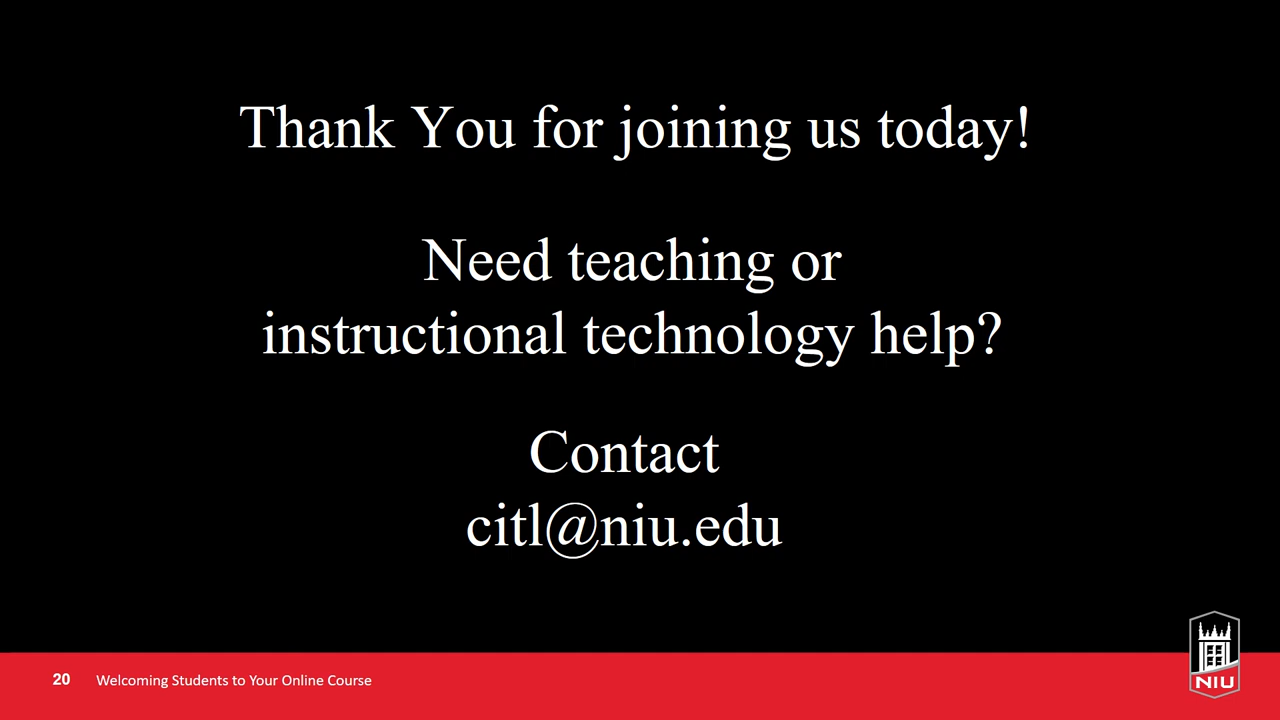 Thank You for joining us today!
Need teaching or
instructional technology help?
Contact
citl@niu.edu
20 Welcoming Students to Your Online Course
NIU